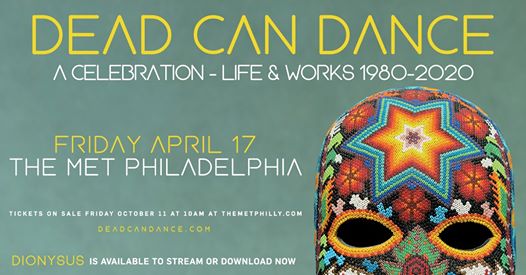 DEAD CAN DANCE
A CELEBRATION - LIFE & WORKS 1980-2020
FRIDAY APRIL 17
THE MET PHILADELPHIA
TICKETS ON SALE FRIDAY OCTOBER 11 AT 10AM AT THEMETPHILLY.COM
DEADCANDANCE.COM
DIONYSUS IS AVAILABLE TO STREAM OR DOWNLOAD NOW